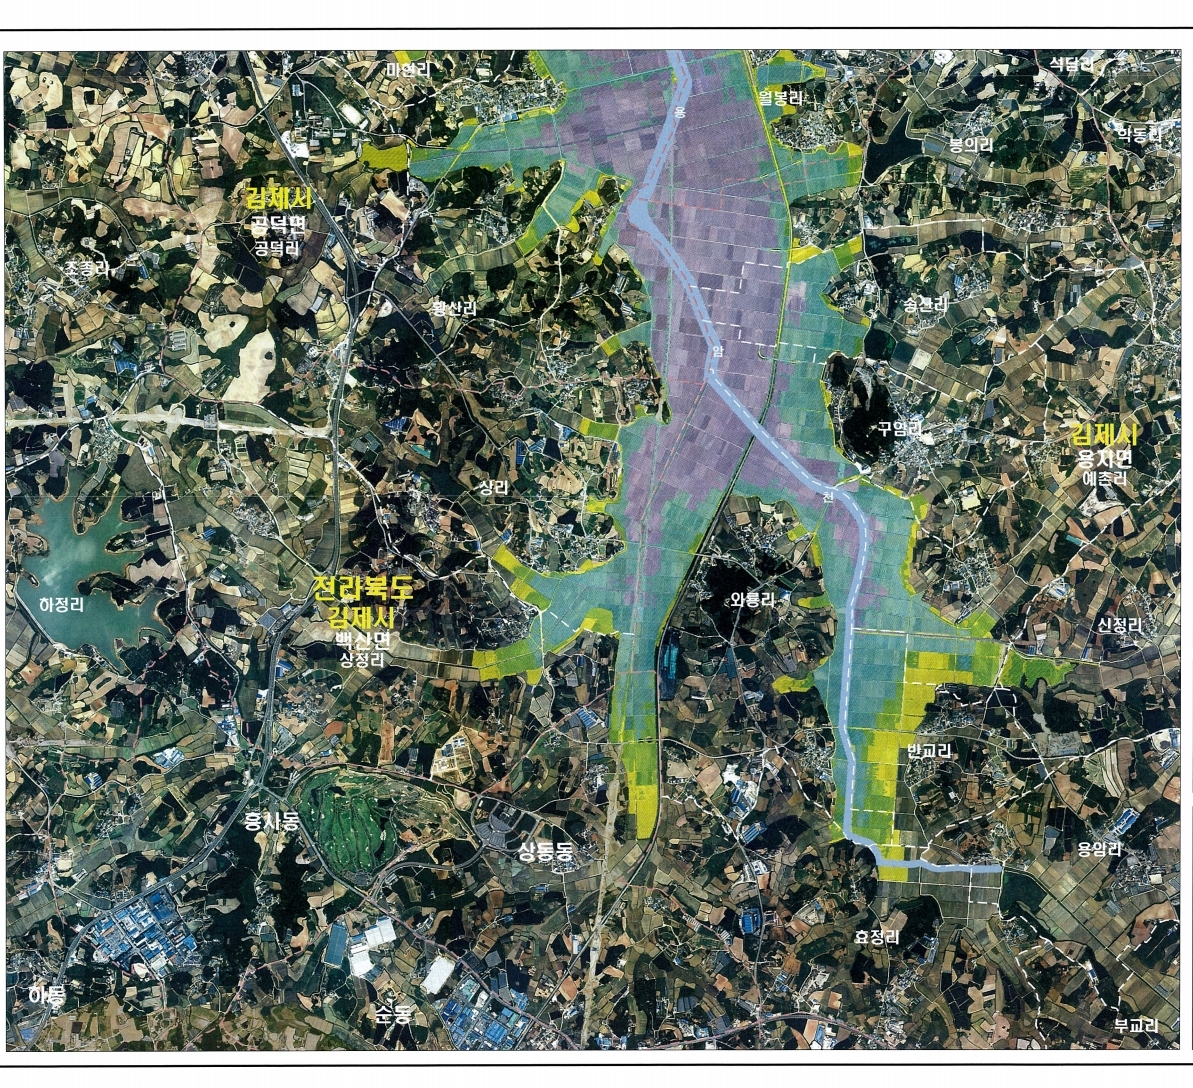 마현리
석담리
월봉리
용
악동리
봉의리
김제시
공덕면
공덕리
조종리
황산리
송산리
암
구암리
김제시
용지면
예촌리
상리
천
전라북도
김제시
백산면
상정리
하정리
와룡리
신정리
반교리
흥사동
상동동
용암리
효정리
하동
순동
부교리